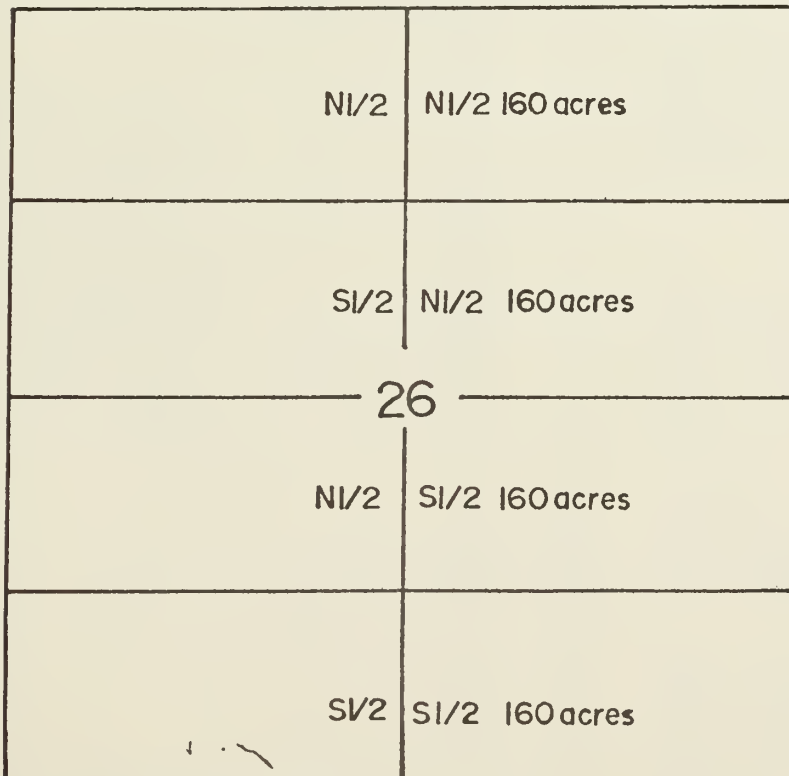 N1/2 N1/2 160 acres
S1/2 N1/2 160 acres
26
N1/2 S1/2 160 acres
S1/2 S1/2 160 acres